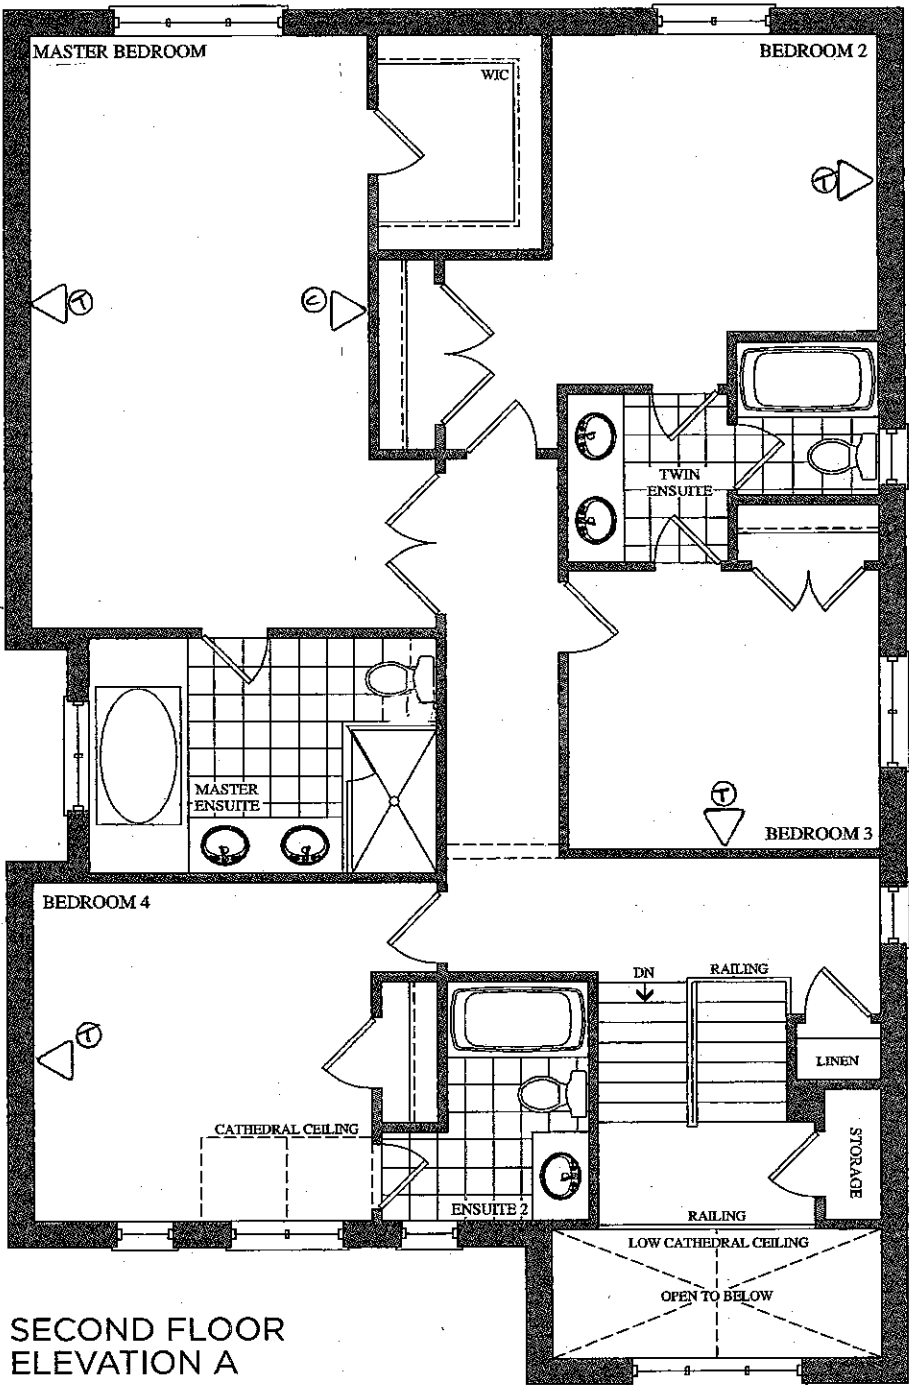 MASTER BEDROOM
WIC
BEDROOM 2
T
T
C
TWIN
ENSUITE
MASTER
ENSUITE
T
BEDROOM 3
BEDROOM 4
DN
RAILING
T
LINEN
CATHEDRAL CEILING
STORAGE
ENSUITE 2
RAILING
LOW CATHEDRAL CEILING
OPEN TO BELOW
SECOND FLOOR
ELEVATION A